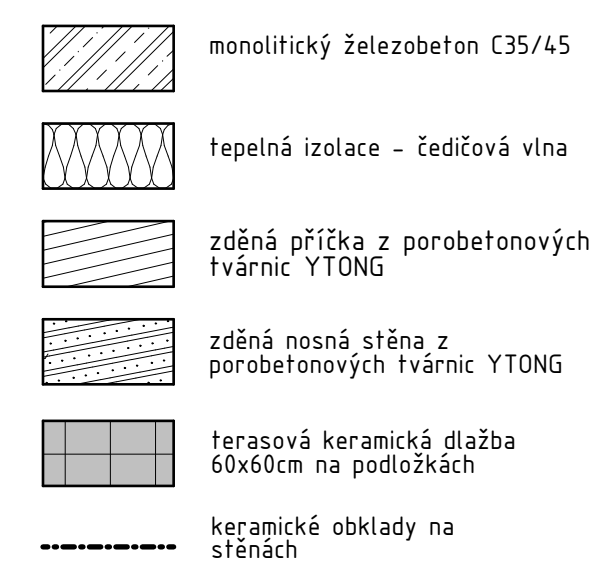 monolitický železobeton C35/45
tepelná izolace - čedičová vlna
zděná příčka z porobetonových
tvárnic YTONG
zděná nosná stěna z
porobetonových tvárnic YTONG
terasová keramická dlažba
60x60cm na podložkách
keramické obklady na
stěnách